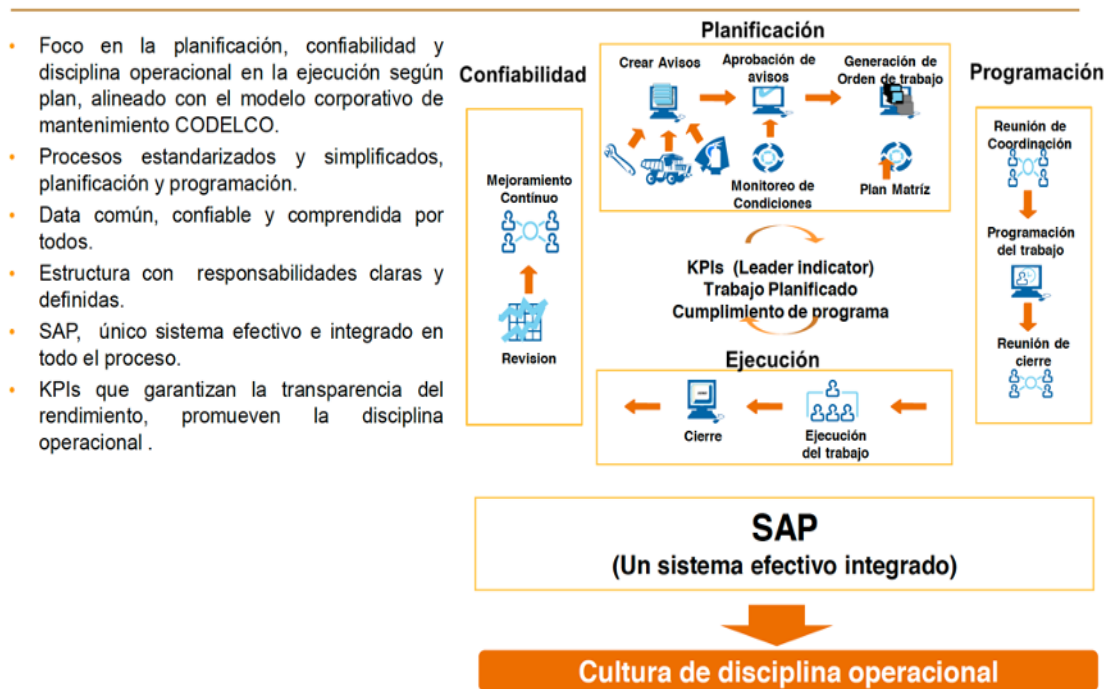 Foco en la planificación, confiabilidad y
disciplina operacional en la ejecución según
plan, alineado con el modelo corporativo de
mantenimiento CODELCO.
Procesos estandarizados y simplificados,
planificación y programación.
Data común, confiable y comprendida por
todos.
Estructura con responsabilidades claras y
definidas.
SAP, único sistema efectivo e integrado en
todo el proceso.
KPIs que garantizan la transparencia del
rendimiento, promueven la disciplina
operacional .
Confiabilidad
Mejoramiento
Contínuo
Revision
Planificación
Crear Avisos
Aprobación de
avisos
Generación de
Orden de trabajo
Monitoreo de
Condiciones
Plan Matríz
KPIs (Leader indicator)
Trabajo Planificado
Cumplimiento de programa
Ejecución
Cierre
Ejecución
del trabajo
Programación
Reunión de
Coordinación
Programación
del trabajo
Reunión de
cierre
SAP
(Un sistema efectivo integrado)
Cultura de disciplina operacional